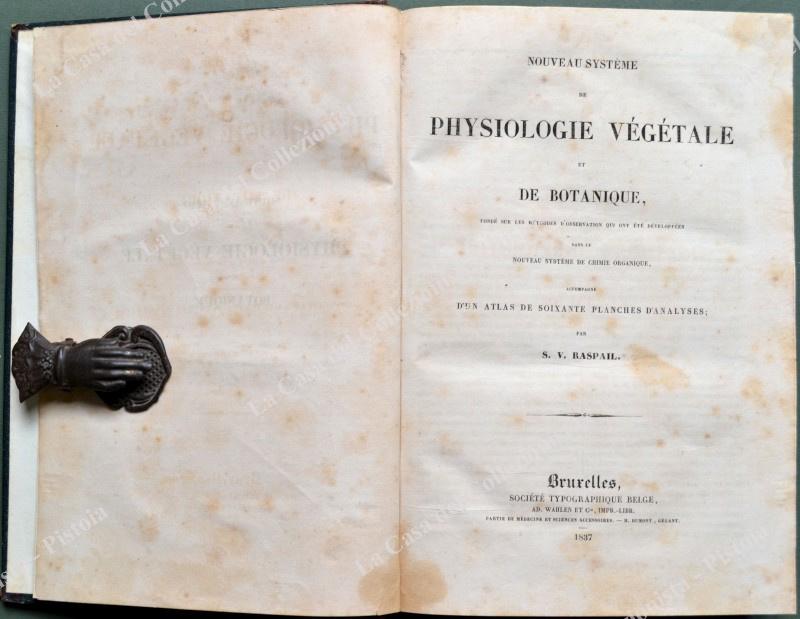 NOUVEAU SYSTÈME
DE
PHYSIOLOGIE VÉGÉTALE
ET
DE BOTANIQUE,
FONDÉ SUR LES MÉTHODES D'OBSERVATION QUI ONT ÉTÉ DÉVELOPPÉES
DANS LE
NOUVEAU SYSTÈME DE CHIMIE ORGANIQUE,
ACCOMPAGNÉ
D'UN ATLAS DE SOIXANTE PLANCHES D'ANALYSES;
PAR
S. V. RASPAIL.
Bruxelles,
SOCIÉTÉ TYPOGRAPHIQUE BELGE,
AD. WAHLEN ET Cie, IMPR.-LIBR.
PARTIE DE MÉDECINE ET SCIENCES ACCESSOIRES. — H. DUMONT, GÉRANT.
1837
La Casa del Collezionista - Pistoia